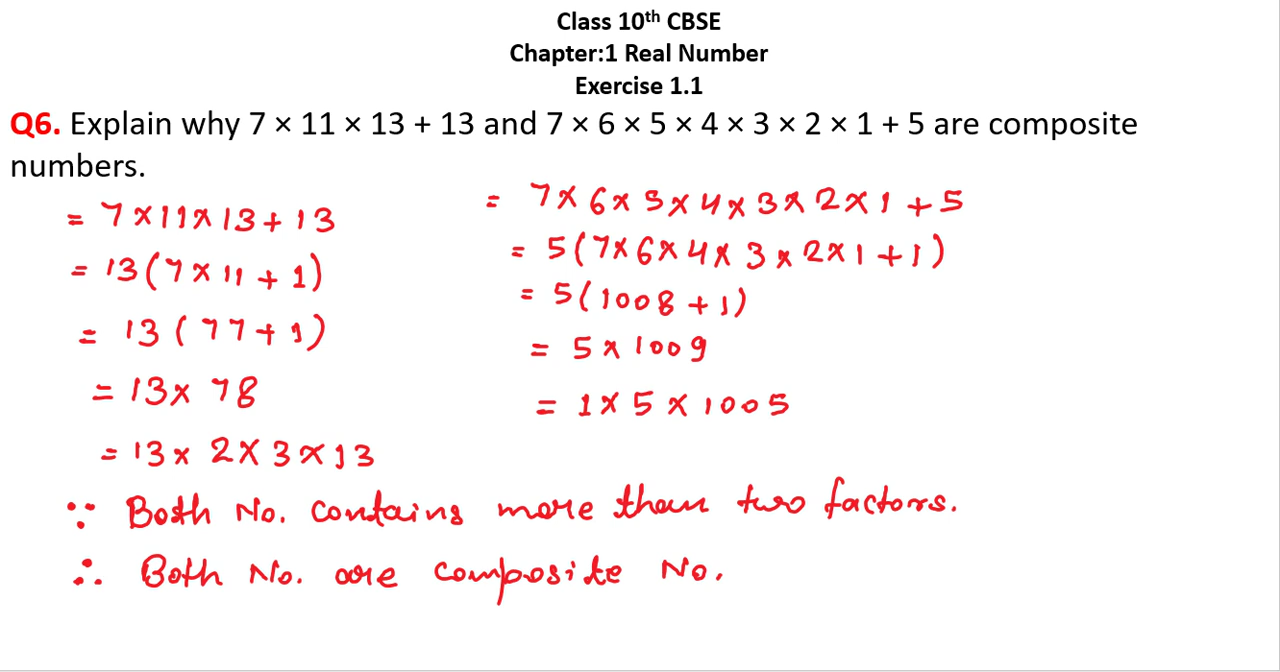 Class 10th CBSE
Chapter:1 Real Number
Exercise 1.1
Q6. Explain why 7 × 11 × 13 + 13 and 7 × 6 × 5 × 4 × 3 × 2 × 1 + 5 are composite
numbers.
= 7 × 11 × 13 + 13
= 13 (7 × 11 + 1)
= 13 ( 77 + 1)
= 13 × 78
= 13 × 2 × 3 × 13
= 7 × 6 × 5 × 4 × 3 × 2 × 1 + 5
= 5 (7 × 6 × 4 × 3 × 2 × 1 + 1)
= 5 (1008 + 1)
= 5 × 1009
= 1 × 5 × 1005
∵ Both No. contains more than two factors.
∴ Both No. are composite No.